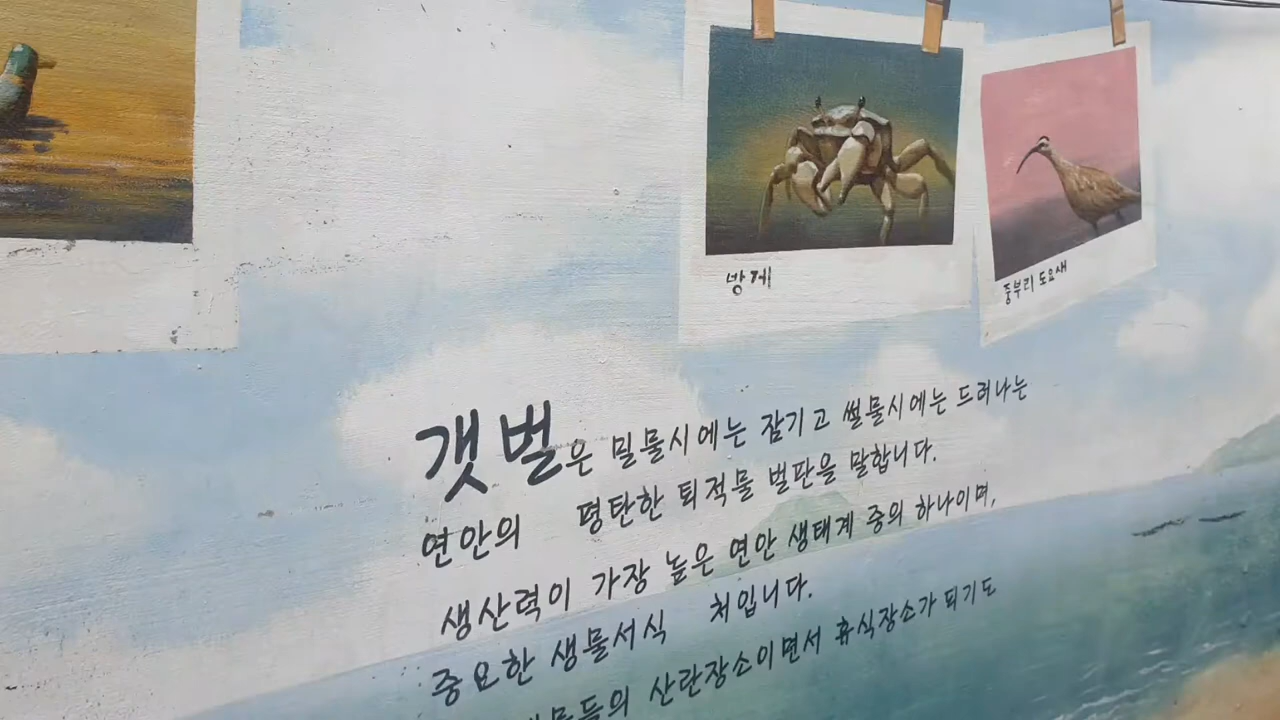 방게
중부리 도요새
갯벌은 밀물시에는 잠기고 썰물시에는 드러나는
연안의 평탄한 퇴적물 벌판을 말합니다.
생산력이 가장 높은 연안 생태계 중의 하나이며,
중요한 생물서식 처입니다.
산란장소이면서 휴식장소가 되기도